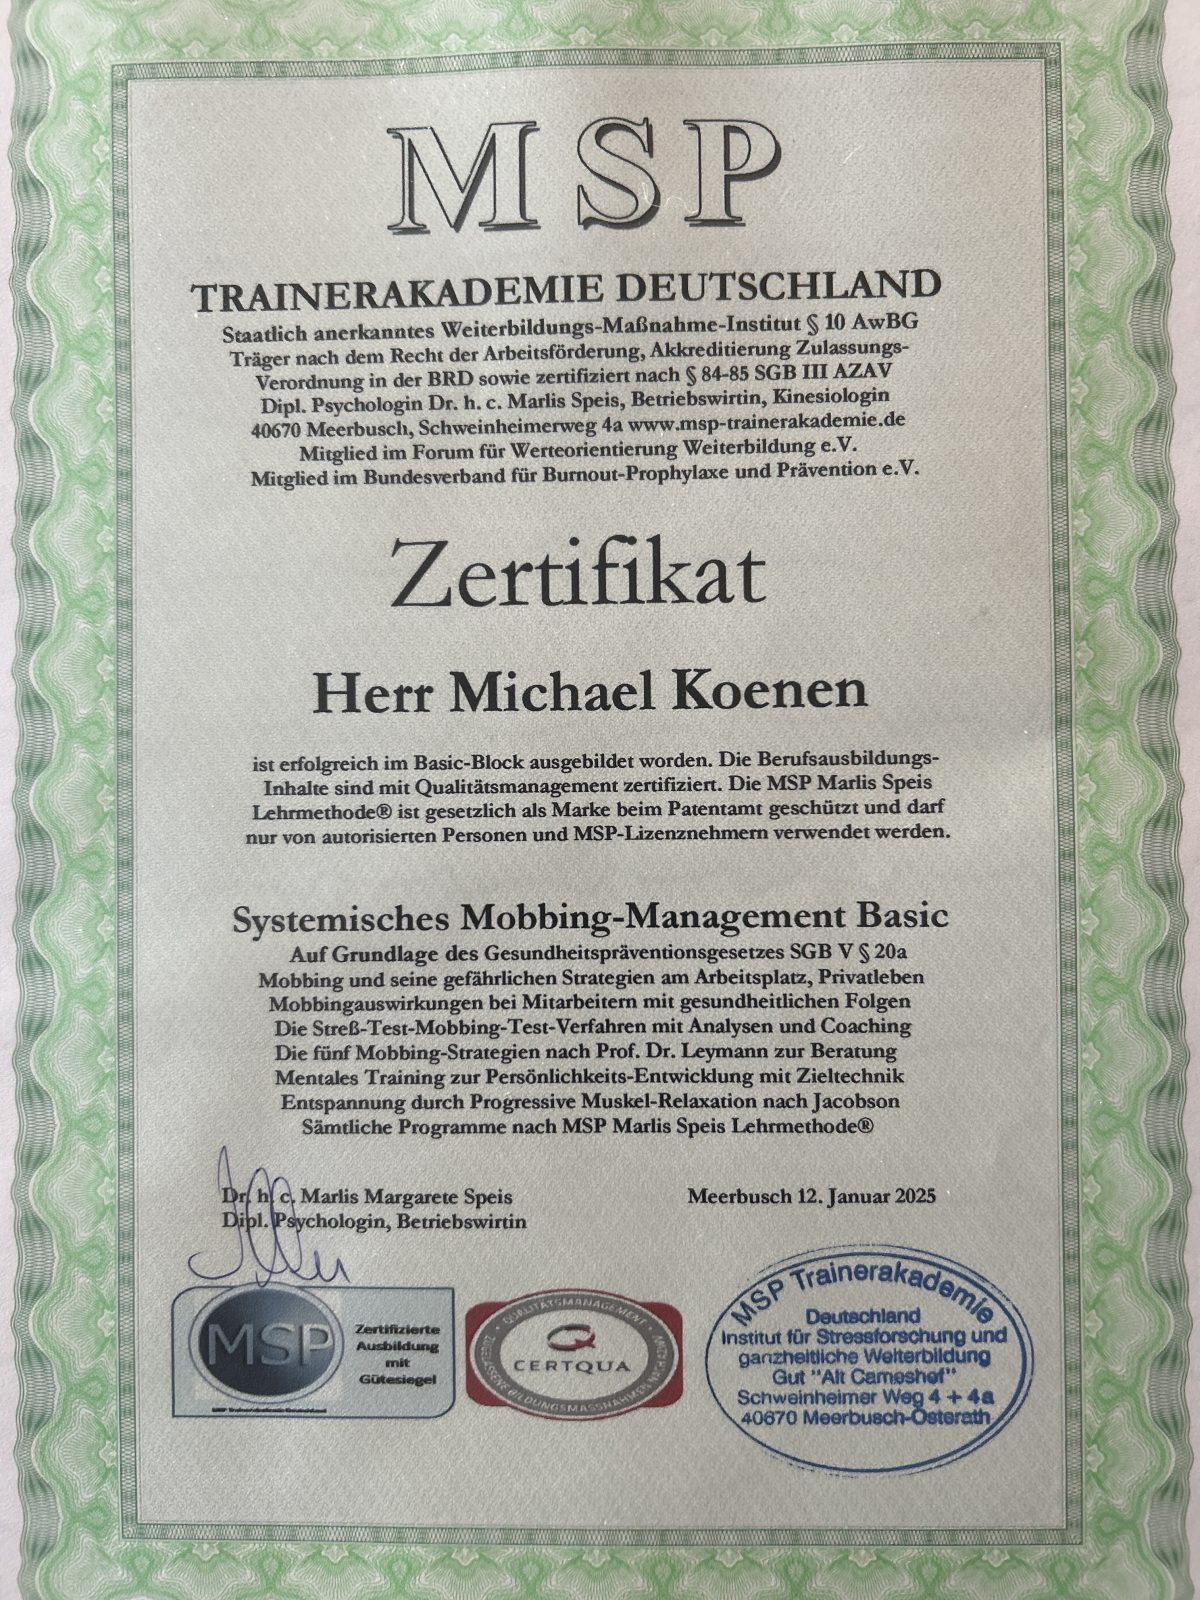 MSP
TRAINERAKADEMIE DEUTSCHLAND
Staatlich anerkanntes Weiterbildungs-Maßnahme-Institut § 10 AwBG
Träger nach dem Recht der Arbeitsförderung, Akkreditierung Zulassungs-
Verordnung in der BRD sowie zertifiziert nach § 84-85 SGB III AZAV
Dipl. Psychologin Dr. h. c. Marlis Speis, Betriebswirtin, Kinesiologin
40670 Meerbusch, Schweinheimerweg 4a www.msp-trainerakademie.de
Mitglied im Forum für Werteorientierung Weiterbildung e.V.
Mitglied im Bundesverband für Burnout-Prophylaxe und Prävention e.V.
Zertifikat
Herr Michael Koenen
ist erfolgreich im Basic-Block ausgebildet worden. Die Berufsausbildungs-
Inhalte sind mit Qualitätsmanagement zertifiziert. Die MSP Marlis Speis
Lehrmethode® ist gesetzlich als Marke beim Patentamt geschützt und darf
nur von autorisierten Personen und MSP-Lizenznehmern verwendet werden.
Systemisches Mobbing-Management Basic
Auf Grundlage des Gesundheitspräventionsgesetzes SGB V § 20a
Mobbing und seine gefährlichen Strategien am Arbeitsplatz, Privatleben
Mobbingauswirkungen bei Mitarbeitern mit gesundheitlichen Folgen
Die Streß-Test-Mobbing-Test-Verfahren mit Analysen und Coaching
Die fünf Mobbing-Strategien nach Prof. Dr. Leymann zur Beratung
Mentales Training zur Persönlichkeits-Entwicklung mit Zieltechnik
Entspannung durch Progressive Muskel-Relaxation nach Jacobson
Sämtliche Programme nach MSP Marlis Speis Lehrmethode®
Dr. h. c. Marlis Margarete Speis
Dipl. Psychologin, Betriebswirtin
Meerbusch 12. Januar 2025
MSP
Zertifizierte
Ausbildung
mit
Gütesiegel
MSP Trainerakademie Deutschland
QUALITÄTSMANAGEMENT
CERTQUA
ZUGELASSENE BILDUNGSMASSNAHMEN
MSP Trainerakademie
Deutschland
Institut für Stressforschung und
ganzheitliche Weiterbildung
Gut "Alt Cameshof"
Schweinheimer Weg 4 + 4a
40670 Meerbusch-Osterath